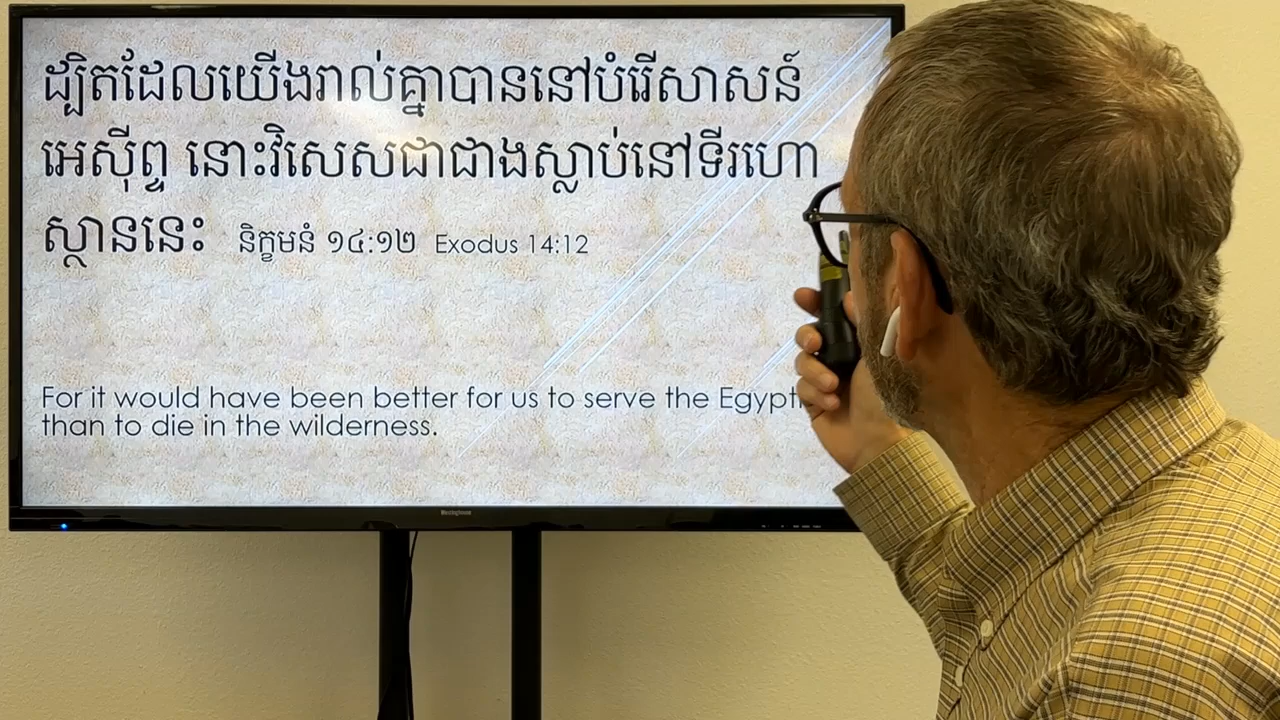 ដ្បិតដែលយើងរាល់គ្នាបាននៅបំរើសាសន៍
អេស៊ីព្ទ នោះវិសេសជាជាងស្លាប់នៅទីរហោ
ស្ថាននេះ និក្ខមនំ ១៤:១២ Exodus 14:12
For it would have been better for us to serve the
than to die in the wilderness.
Westinghouse